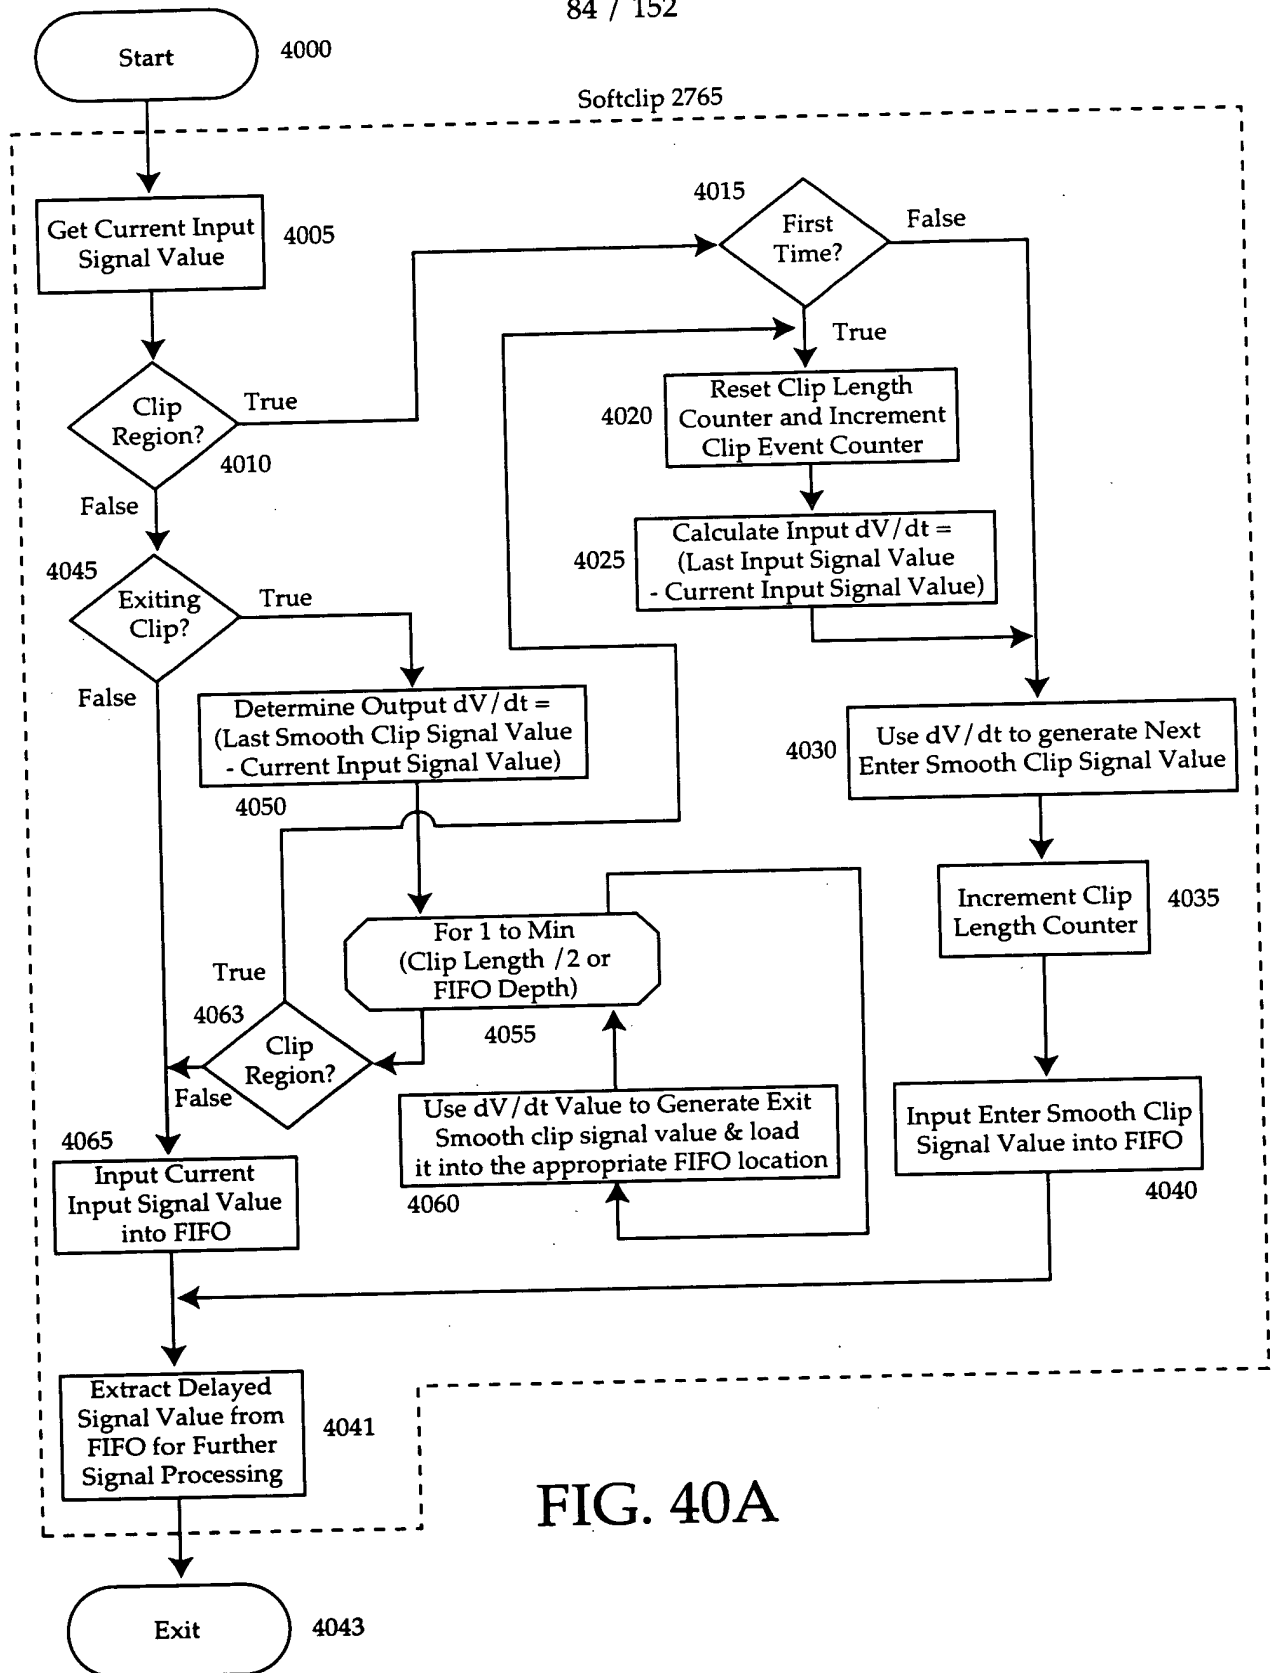 84 / 152
Start
4000
Softclip 2765
Get Current Input
Signal Value
4005
4015
First
Time?
False
True
Clip
Region?
True
4010
False
Reset Clip Length
Counter and Increment
Clip Event Counter
4020
Calculate Input dV/dt =
(Last Input Signal Value
- Current Input Signal Value)
4025
4045
Exiting
Clip?
True
False
Determine Output dV/dt =
(Last Smooth Clip Signal Value
- Current Input Signal Value)
4050
4030
Use dV/dt to generate Next
Enter Smooth Clip Signal Value
Increment Clip
Length Counter
4035
For 1 to Min
(Clip Length /2 or
FIFO Depth)
4055
True
4063
Clip
Region?
False
Use dV/dt Value to Generate Exit
Smooth clip signal value & load
it into the appropriate FIFO location
4060
Input Enter Smooth Clip
Signal Value into FIFO
4040
4065
Input Current
Input Signal Value
into FIFO
Extract Delayed
Signal Value from
FIFO for Further
Signal Processing
4041
FIG. 40A
Exit
4043